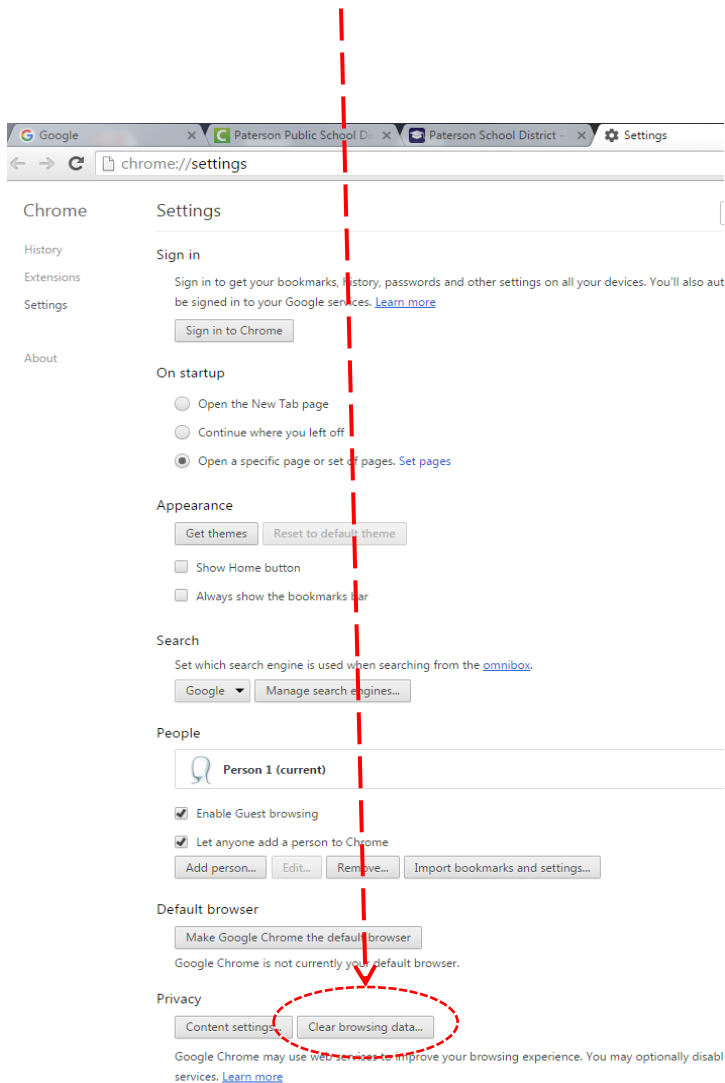 Google
Paterson Public School Di
Paterson School District -
Settings
chrome://settings
Chrome
Settings
History
Extensions
Settings
About
Sign in
Sign in to get your bookmarks, history, passwords and other settings on all your devices. You'll also aut
be signed in to your Google services. Learn more
Sign in to Chrome
On startup
Open the New Tab page
Continue where you left off
Open a specific page or set of pages. Set pages
Appearance
Get themes Reset to default theme
Show Home button
Always show the bookmarks bar
Search
Set which search engine is used when searching from the omnibox.
Google Manage search engines...
People
Person 1 (current)
Enable Guest browsing
Let anyone add a person to Chrome
Add person... Edit... Remove... Import bookmarks and settings...
Default browser
Make Google Chrome the default browser
Google Chrome is not currently your default browser.
Privacy
Content settings... Clear browsing data...
Google Chrome may use web services to improve your browsing experience. You may optionally disabl
services. Learn more